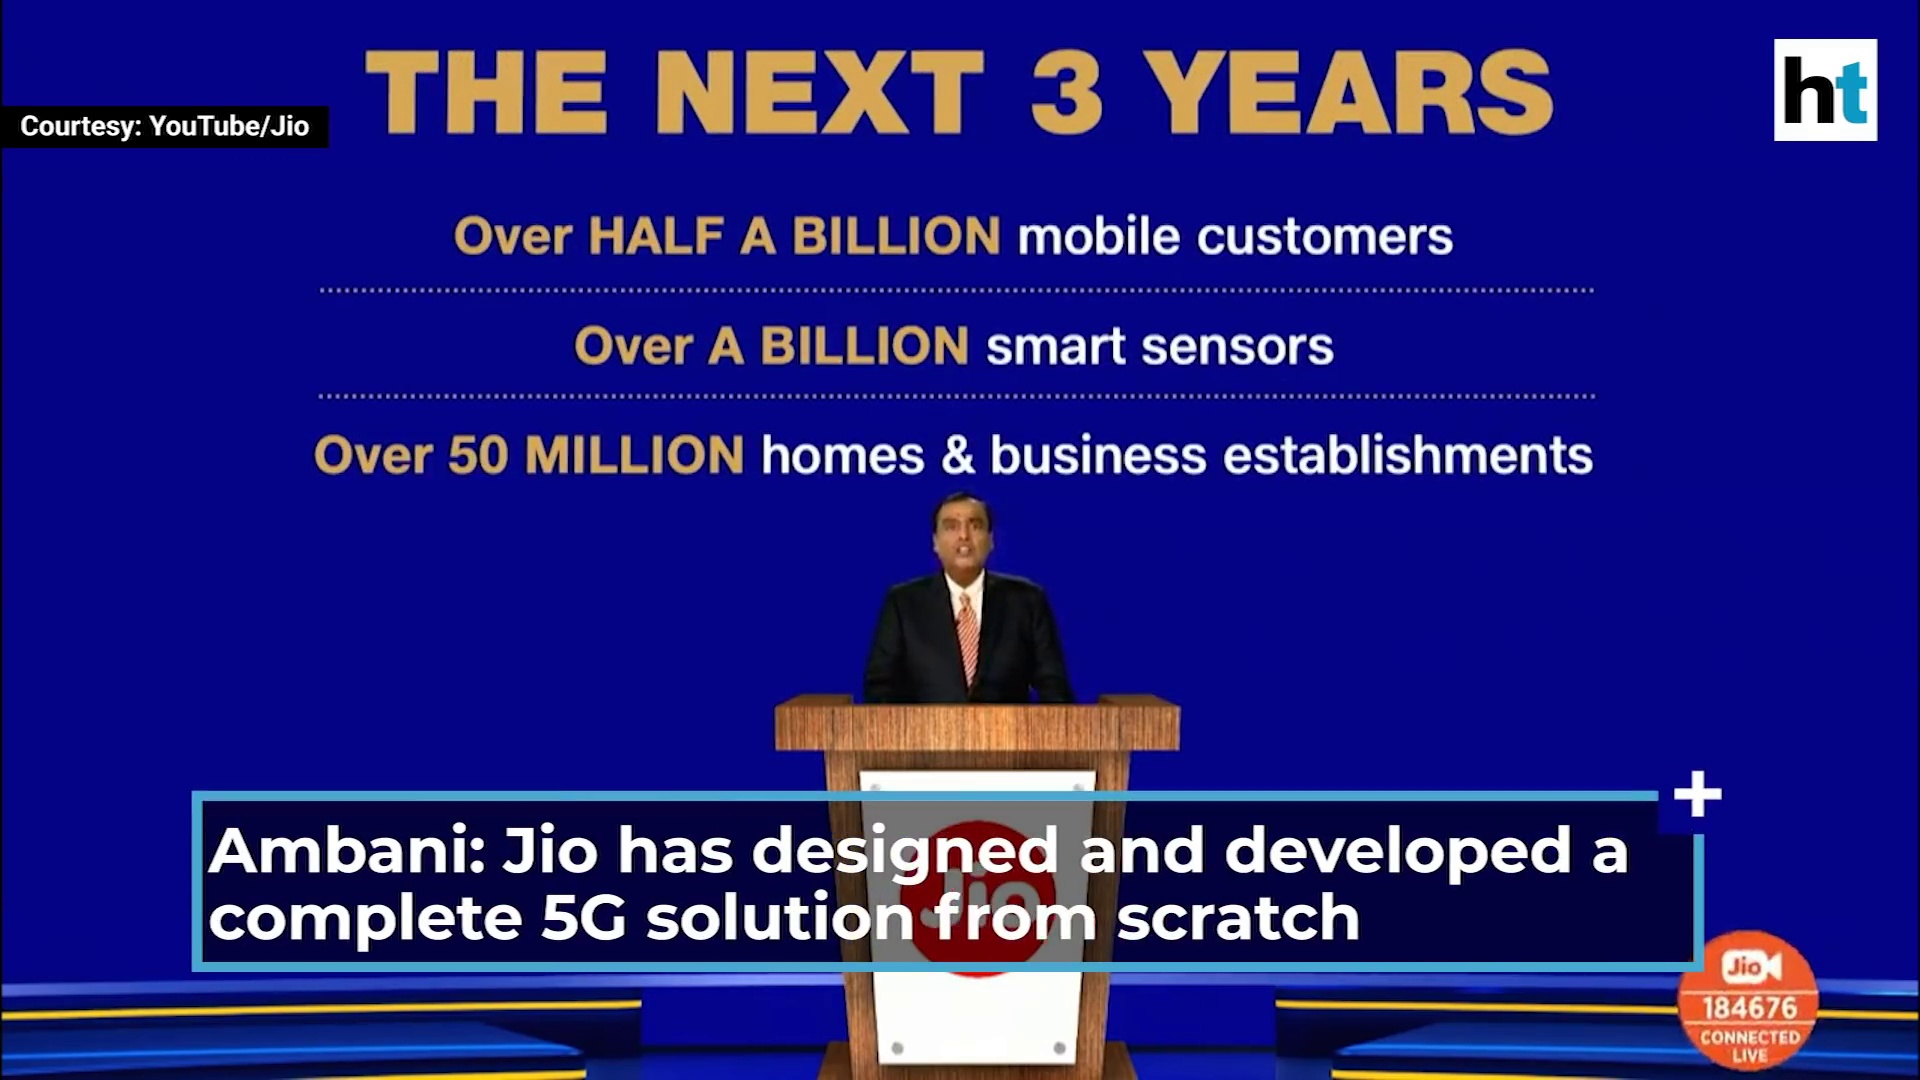 THE NEXT 3 YEARS
ht
Courtesy: YouTube/Jio
Over HALF A BILLION mobile customers
Over A BILLION smart sensors
Over 50 MILLION homes & business establishments
Ambani: Jio has designed and developed a
complete 5G solution from scratch
Jio
Jio
184676
CONNECTED
LIVE